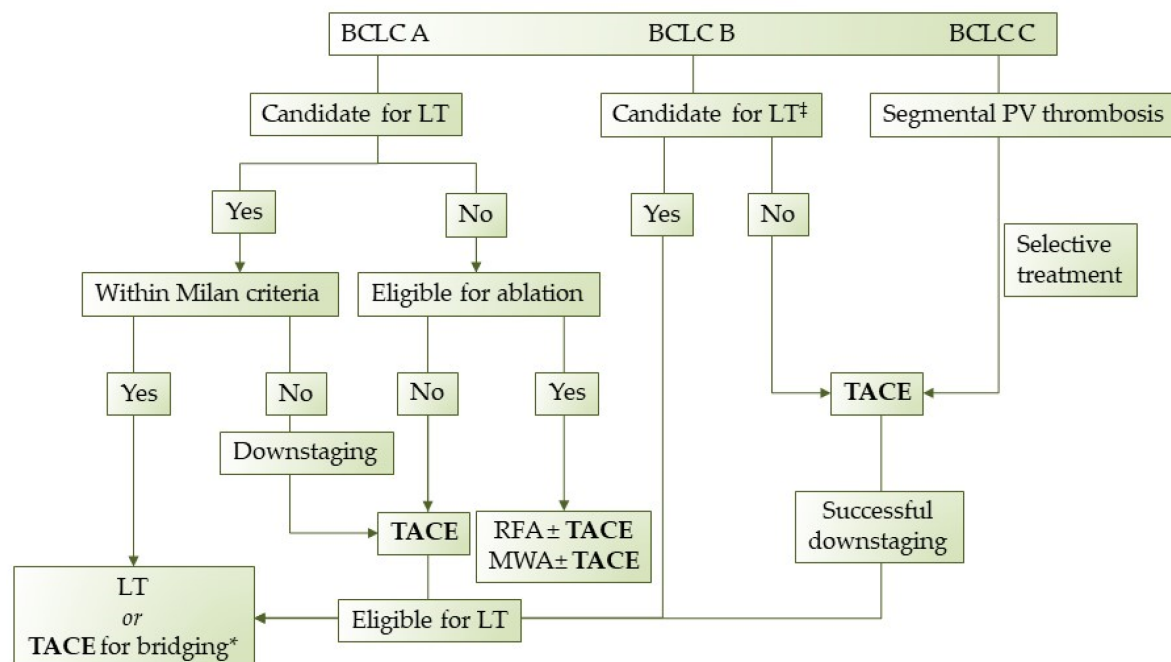 BCLC A BCLC B BCLC C
Candidate for LT
Candidate for LT‡
Segmental PV thrombosis
Yes
No
Yes
No
Selective
treatment
Within Milan criteria
Eligible for ablation
Yes
No
No
Yes
TACE
Downstaging
TACE
RFA ± TACE
MWA ± TACE
Successful
downstaging
LT
or
TACE for bridging*
Eligible for LT